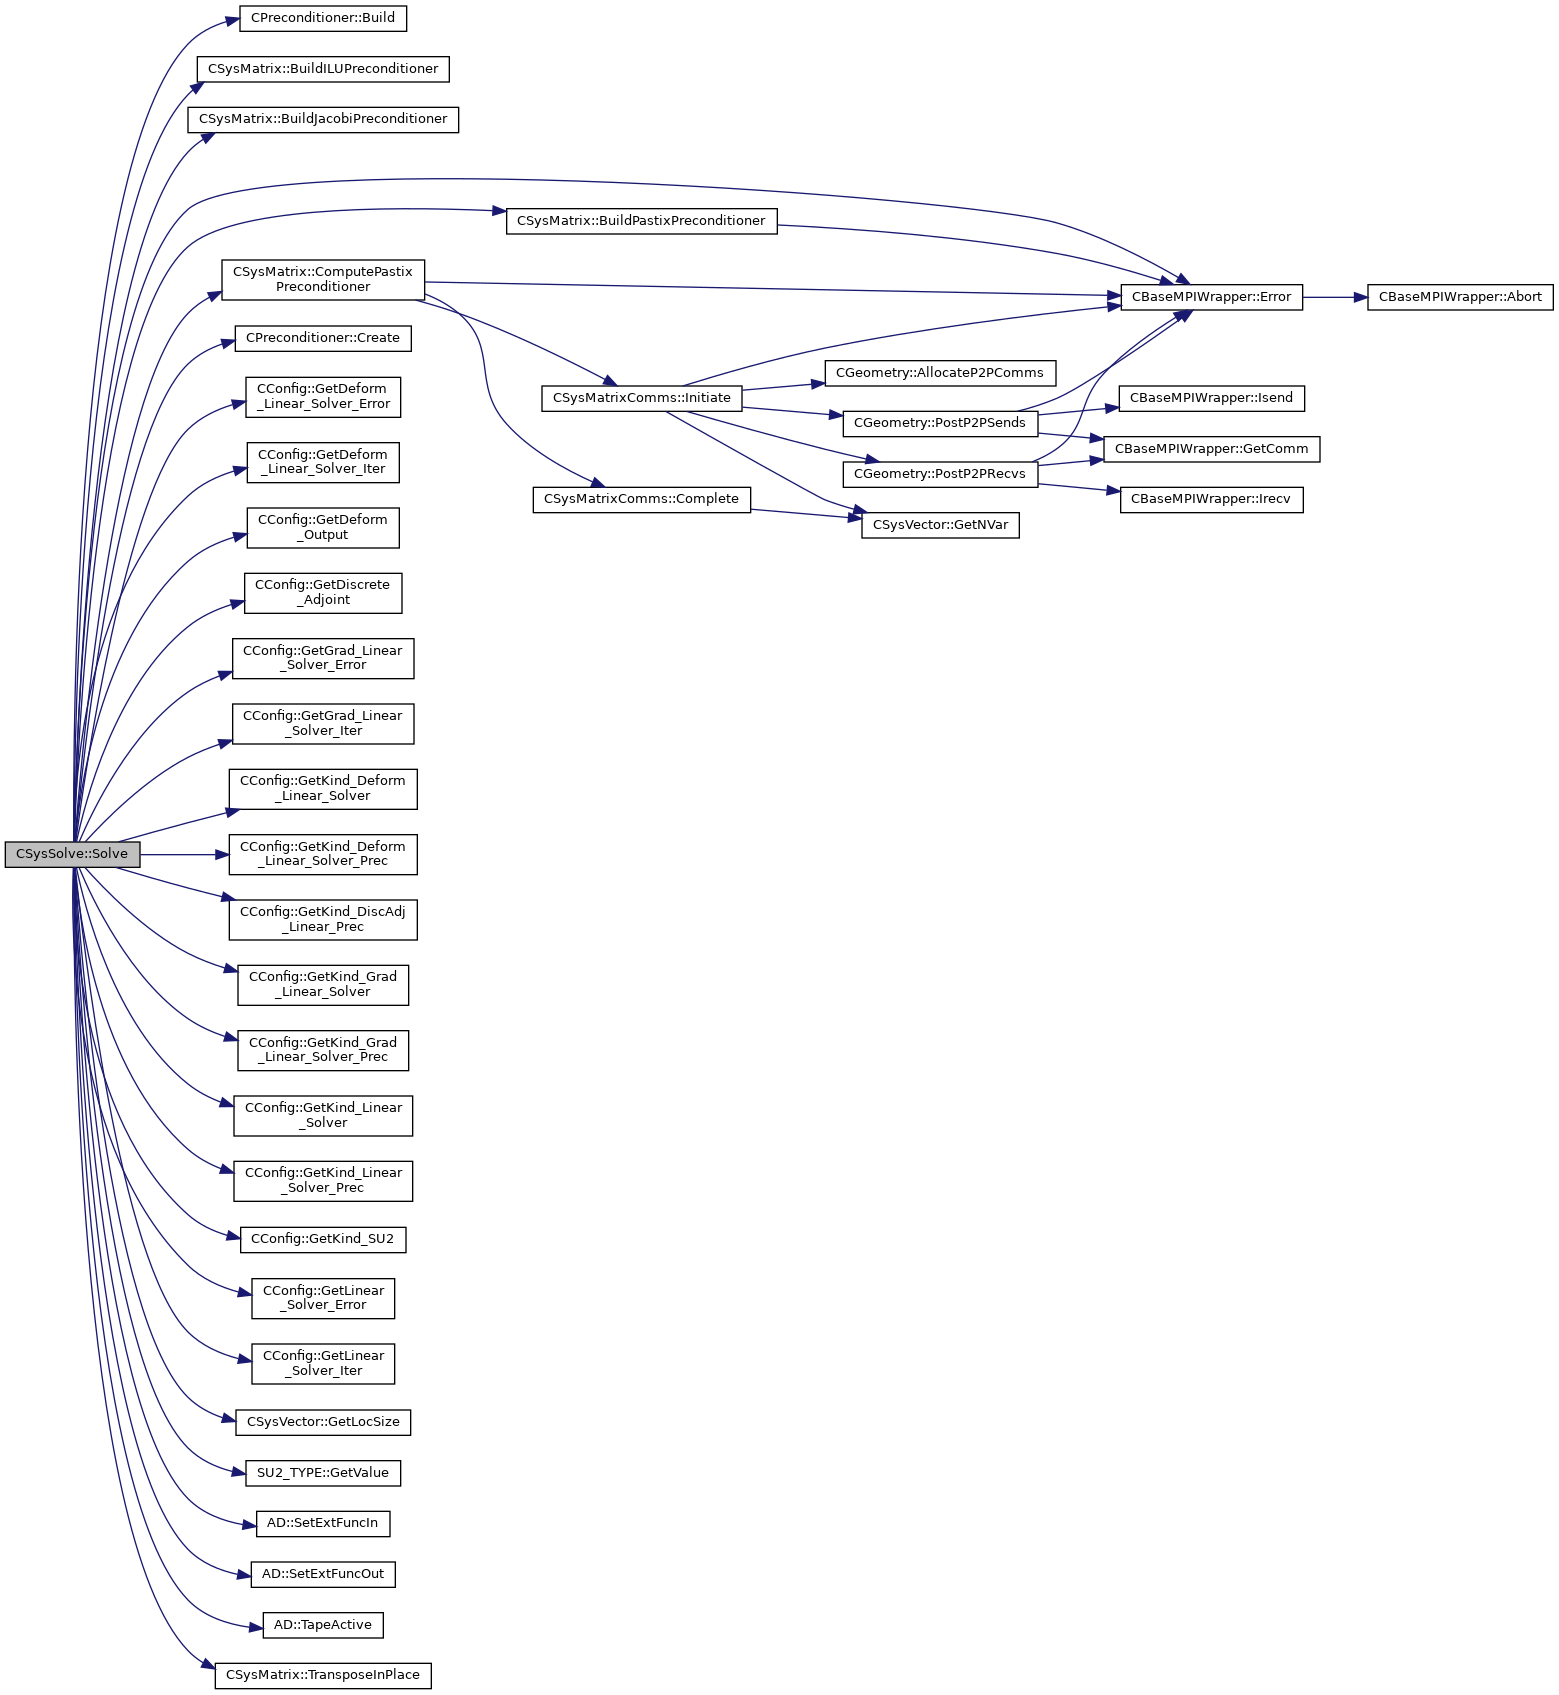 CPreconditioner::Build
CSysMatrix::BuildILUPreconditioner
CSysMatrix::BuildJacobiPreconditioner
CSysMatrix::BuildPastixPreconditioner
CSysMatrix::ComputePastix
Preconditioner
CBaseMPIWrapper::Error
CBaseMPIWrapper::Abort
CPreconditioner::Create
CGeometry::AllocateP2PComms
CConfig::GetDeform
_Linear_Solver_Error
CSysMatrixComms::Initiate
CBaseMPIWrapper::Isend
CGeometry::PostP2PSends
CBaseMPIWrapper::GetComm
CConfig::GetDeform
_Linear_Solver_Iter
CGeometry::PostP2PRecvs
CSysMatrixComms::Complete
CBaseMPIWrapper::Irecv
CSysVector::GetNVar
CConfig::GetDeform
_Output
CConfig::GetDiscrete
_Adjoint
CConfig::GetGrad_Linear
_Solver_Error
CConfig::GetGrad_Linear
_Solver_Iter
CConfig::GetKind_Deform
_Linear_Solver
CSysSolve::Solve
CConfig::GetKind_Deform
_Linear_Solver_Prec
CConfig::GetKind_DiscAdj
_Linear_Prec
CConfig::GetKind_Grad
_Linear_Solver
CConfig::GetKind_Grad
_Linear_Solver_Prec
CConfig::GetKind_Linear
_Solver
CConfig::GetKind_Linear
_Solver_Prec
CConfig::GetKind_SU2
CConfig::GetLinear
_Solver_Error
CConfig::GetLinear
_Solver_Iter
CSysVector::GetLocSize
SU2_TYPE::GetValue
AD::SetExtFuncIn
AD::SetExtFuncOut
AD::TapeActive
CSysMatrix::TransposeInPlace